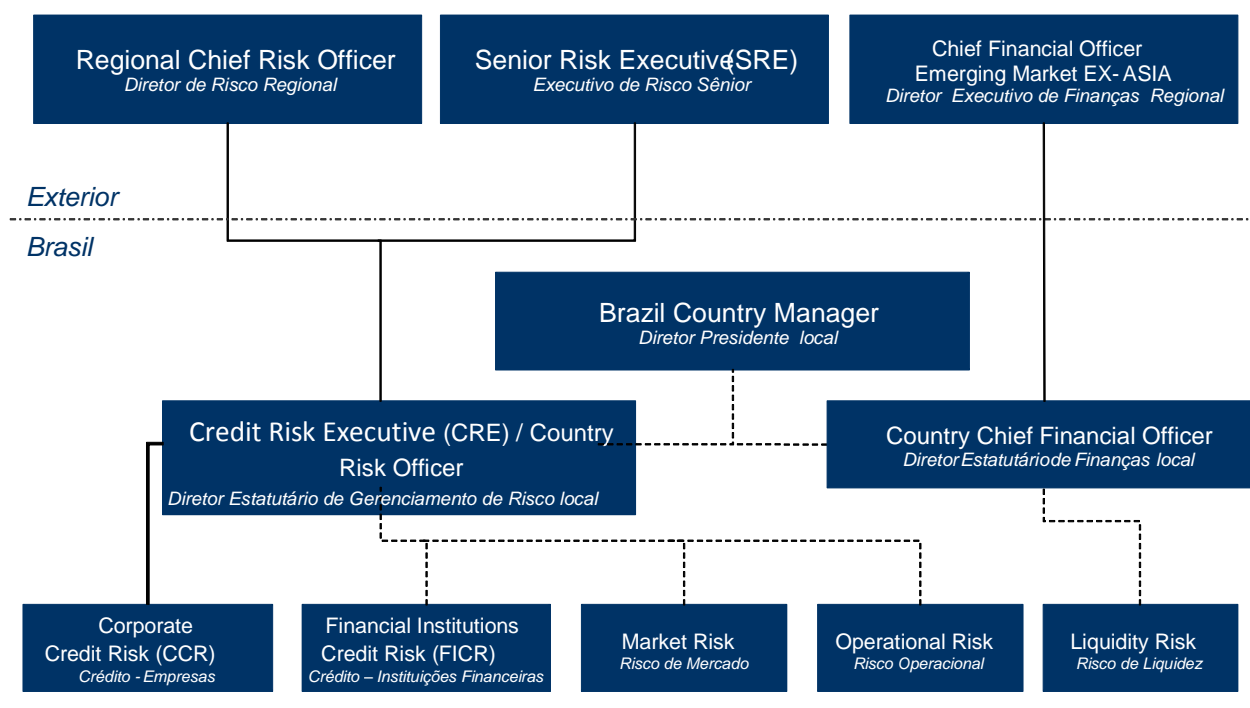 Regional Chief Risk Officer
Diretor de Risco Regional
Senior Risk Executive(SRE)
Executivo de Risco Sênior
Chief Financial Officer
Emerging Market EX- ASIA
Diretor Executivo de Finanças Regional
Exterior
Brasil
Brazil Country Manager
Diretor Presidente local
Credit Risk Executive (CRE) / Country
Risk Officer
Diretor Estatutário de Gerenciamento de Risco local
Country Chief Financial Officer
Diretor Estatutário de Finanças local
Corporate
Credit Risk (CCR)
Crédito - Empresas
Financial Institutions
Credit Risk (FICR)
Crédito – Instituições Financeiras
Market Risk
Risco de Mercado
Operational Risk
Risco Operacional
Liquidity Risk
Risco de Liquidez